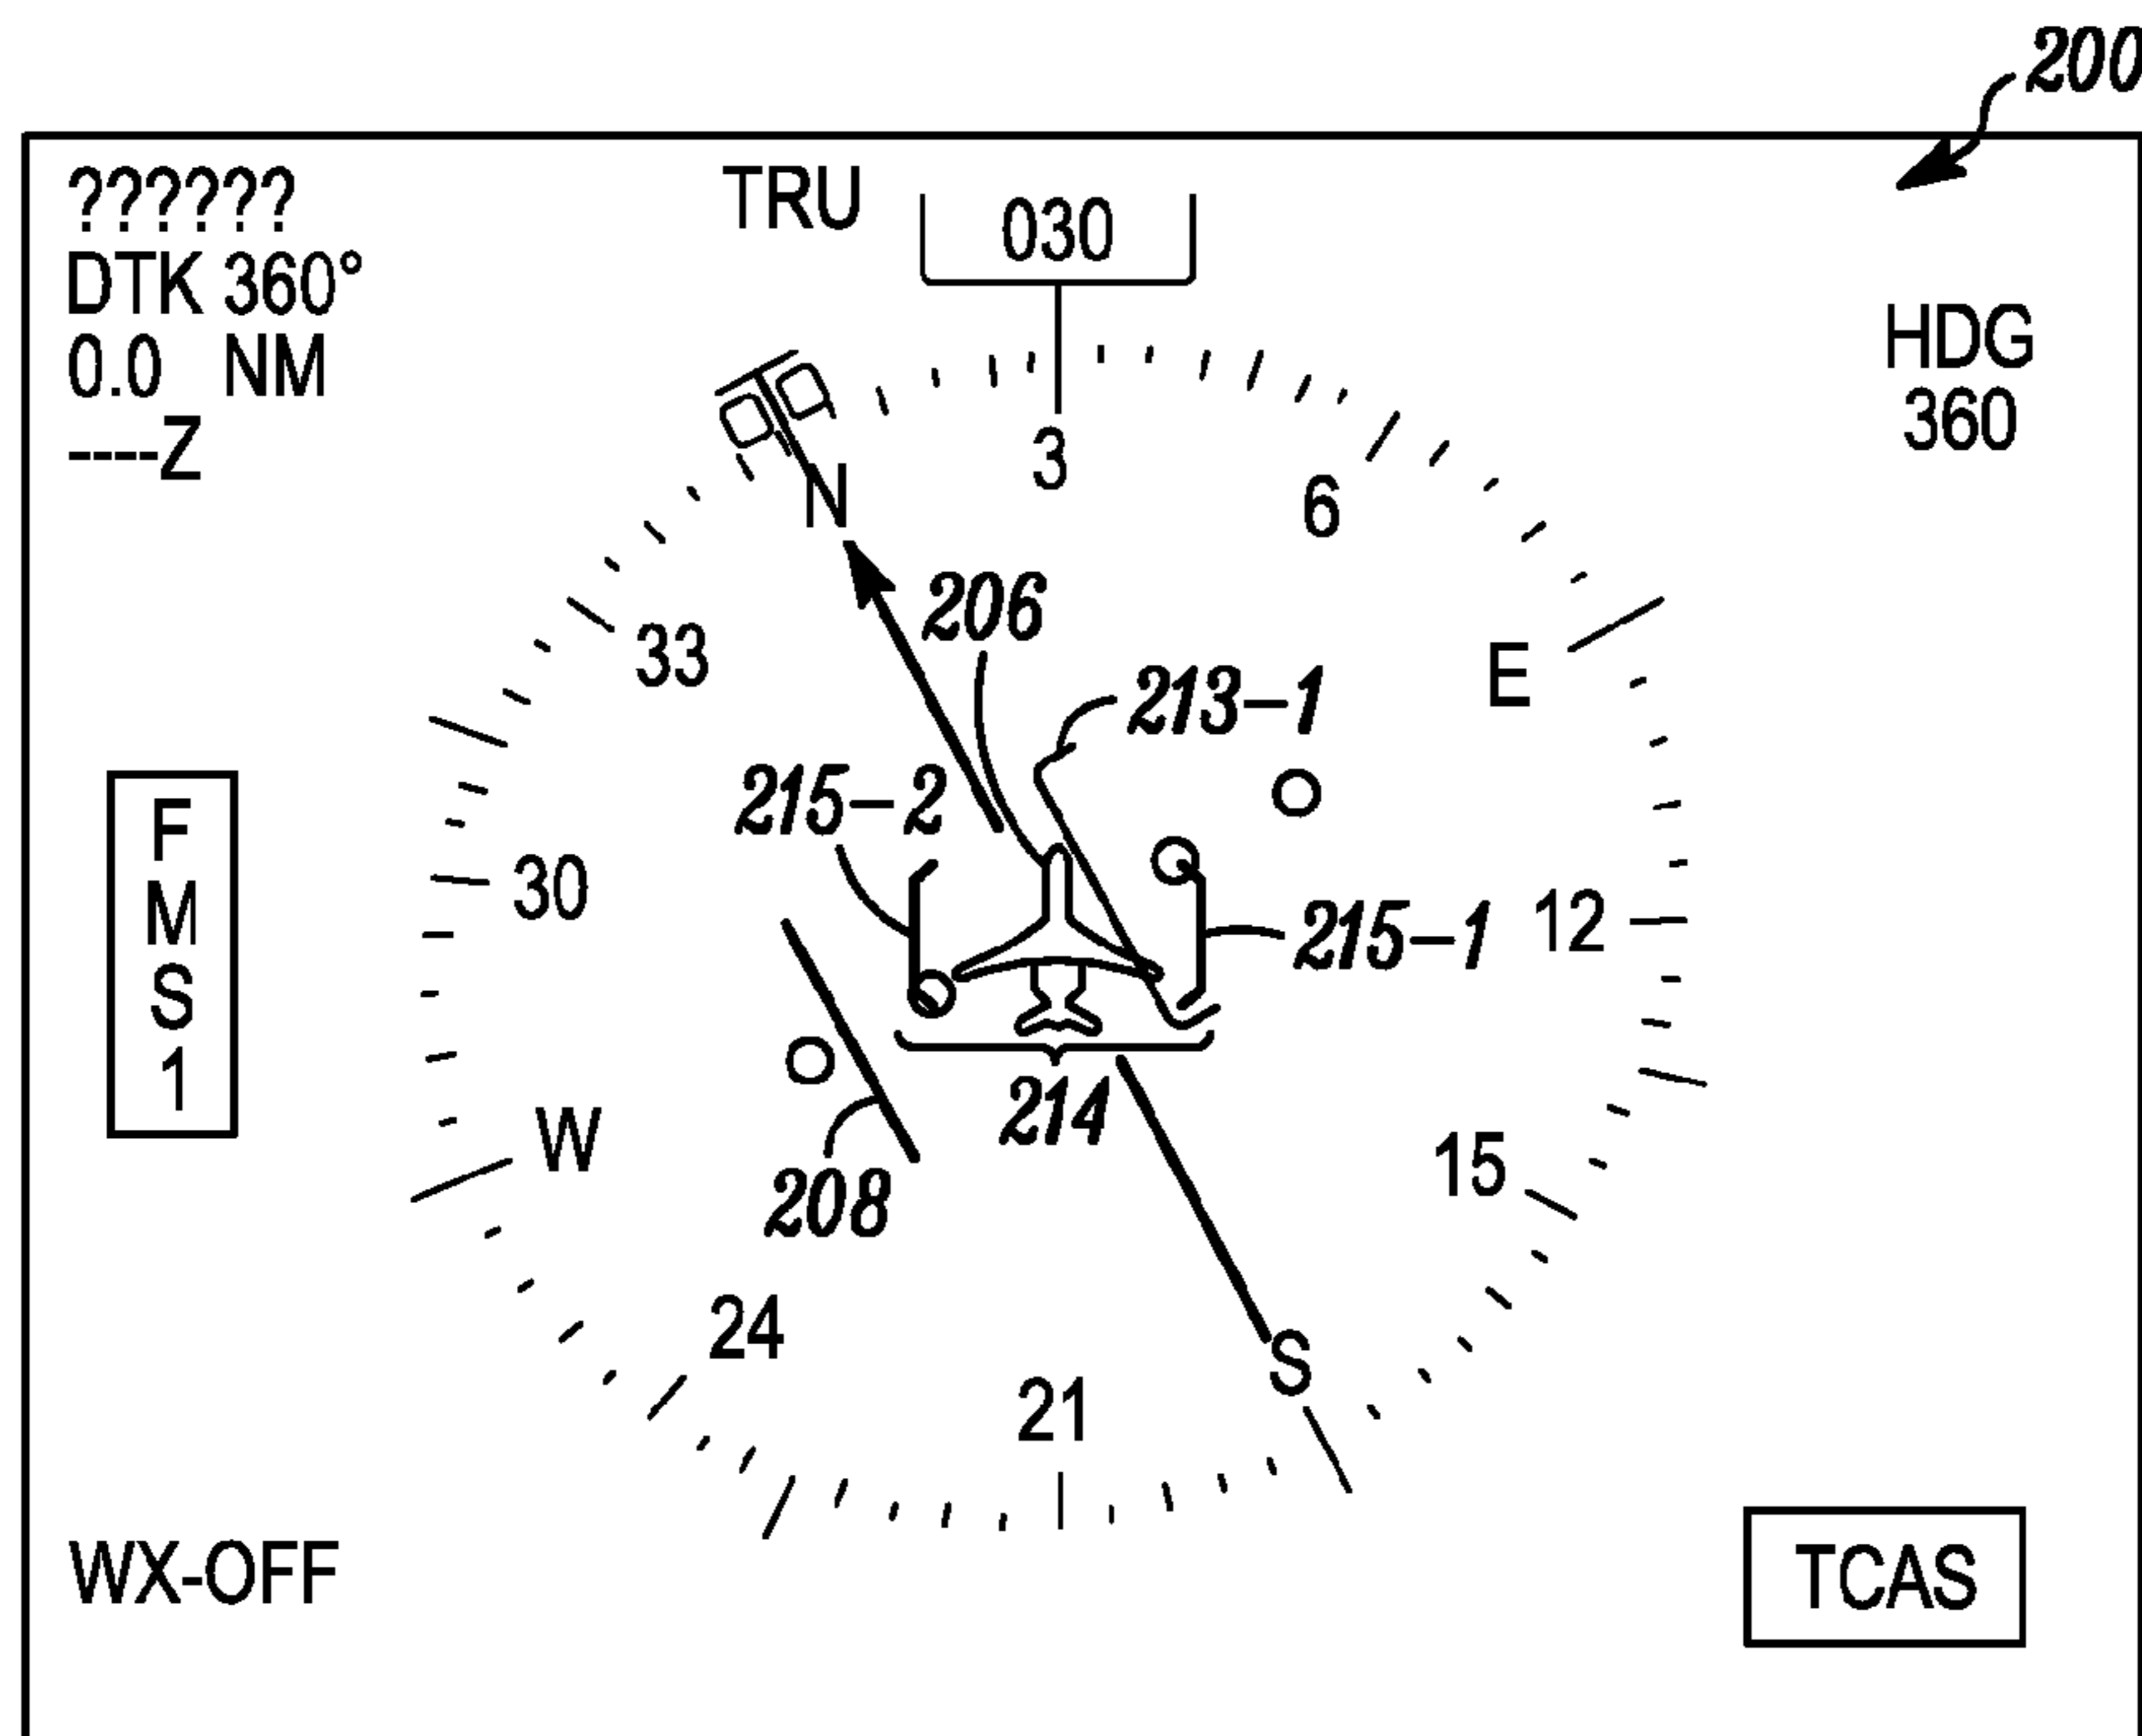 200
??????
TRU
030
DTK 360°
0.0 NM
----Z
HDG
360
3
N
6
206
33
213-1
E
215-2
F
M
S
1
30
215-1
12
214
W
15
208
24
S
21
WX-OFF
TCAS